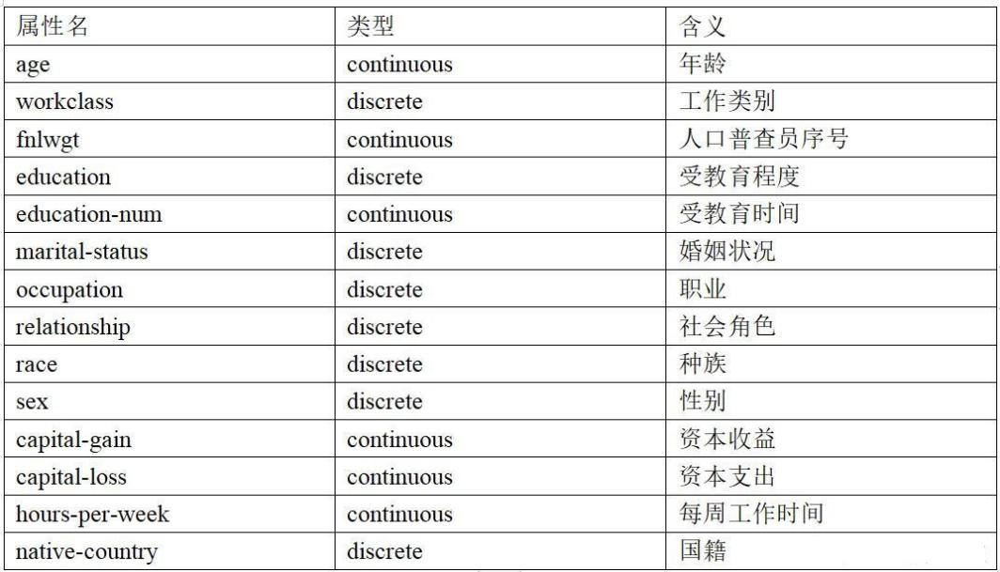 属性名 类型 含义
age continuous 年龄
workclass discrete 工作类别
fnlwgt continuous 人口普查员序号
education discrete 受教育程度
education-num continuous 受教育时间
marital-status discrete 婚姻状况
occupation discrete 职业
relationship discrete 社会角色
race discrete 种族
sex discrete 性别
capital-gain continuous 资本收益
capital-loss continuous 资本支出
hours-per-week continuous 每周工作时间
native-country discrete 国籍